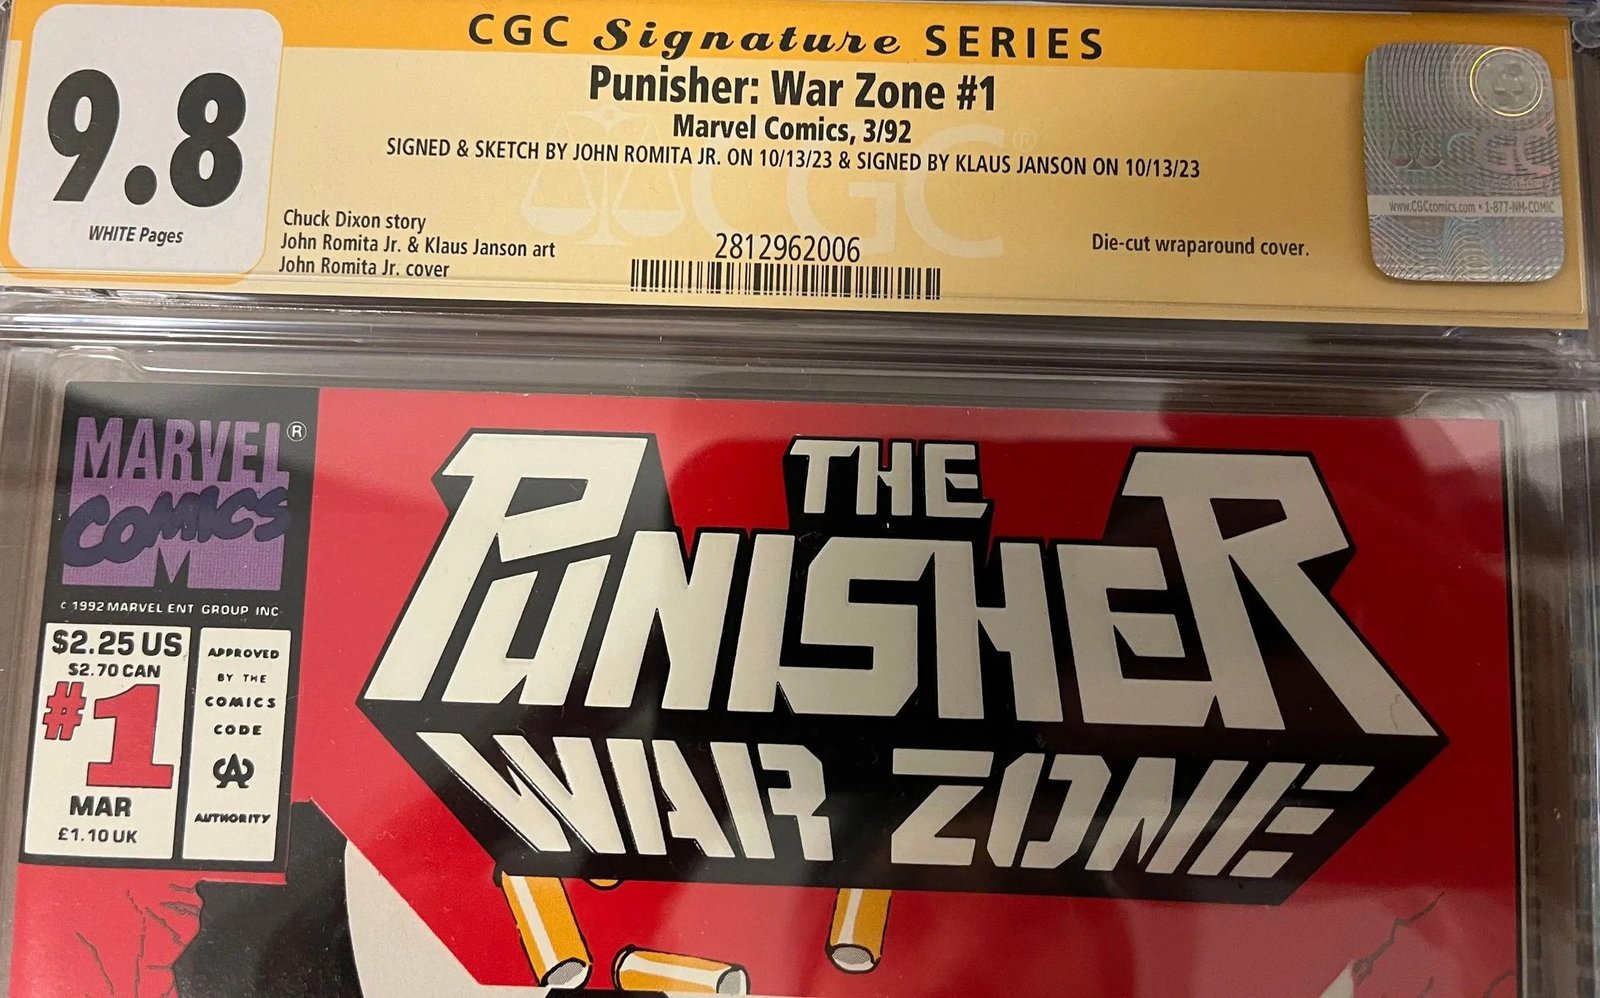 CGC Signature SERIES
9.8
WHITE Pages
Punisher: War Zone #1
Marvel Comics, 3/92
SIGNED & SKETCH BY JOHN ROMITA JR. ON 10/13/23 & SIGNED BY KLAUS JANSON ON 10/13/23
Chuck Dixon story
John Romita Jr. & Klaus Janson art
John Romita Jr. cover
2812962006
Die-cut wraparound cover.
CGC®
CGC
www.CGCcomics.com • 1-877-NM-COMIC
MARVEL®
COMICS
M
© 1992 MARVEL ENT GROUP INC
$2.25 US
$2.70 CAN
#1
MAR
£1.10 UK
APPROVED
BY THE
COMICS
CODE
CA
AUTHORITY
THE
PUNISHER
WAR ZONE